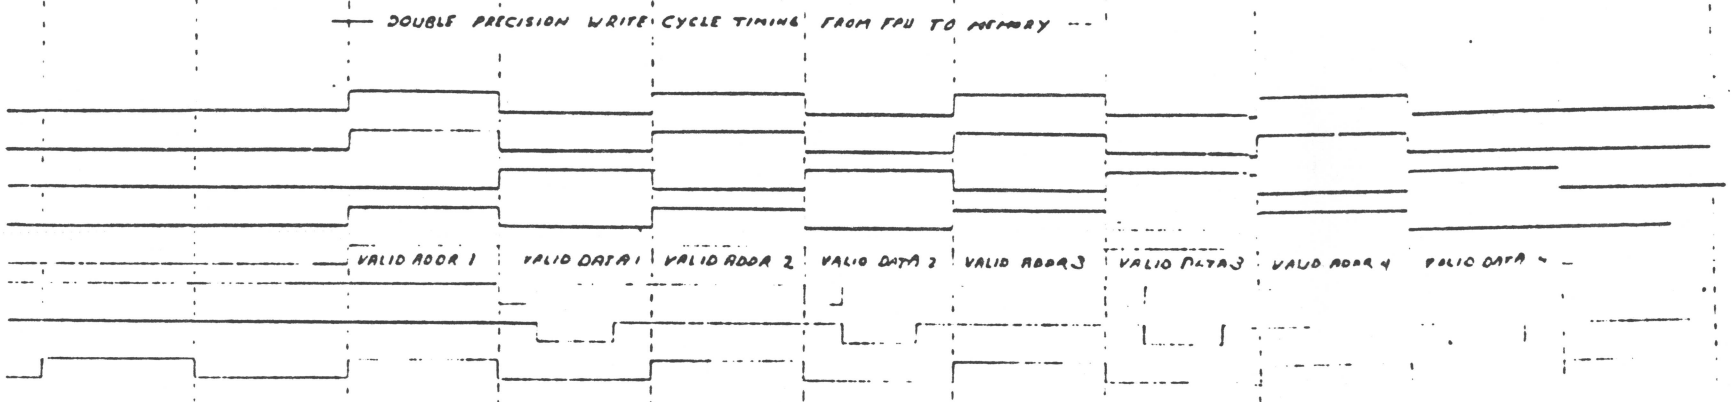 DOUBLE PRECISION WRITE CYCLE TIMING FROM FPU TO MEMORY
VALID ADDR 1 VALID DATA 1 VALID ADDR 2 VALID DATA 2 VALID ADDR 3 VALID DATA 3 VALID ADDR 4 VALID DATA 4